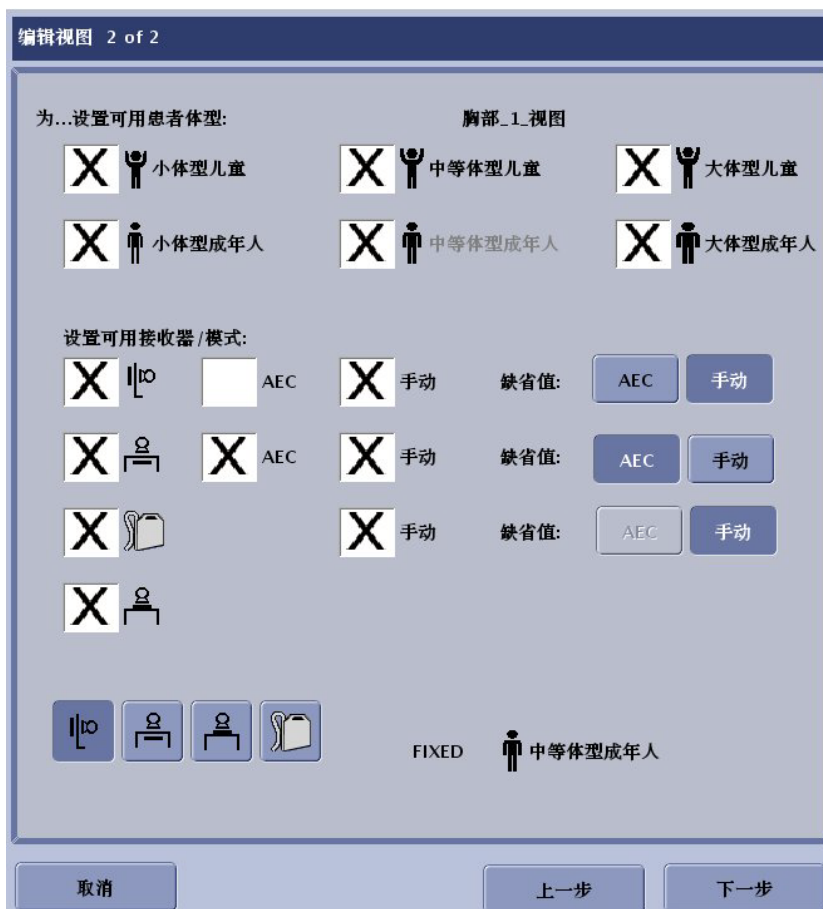 编辑视图 2 of 2
为...设置可用患者体型: 胸部_1_视图
小体型儿童 中等体型儿童 大体型儿童
小体型成年人 中等体型成年人 大体型成年人
设置可用接收器/模式:
AEC 手动 缺省值: AEC 手动
AEC 手动 缺省值: AEC 手动
手动 缺省值: AEC 手动
FIXED 中等体型成年人
取消 上一步 下一步